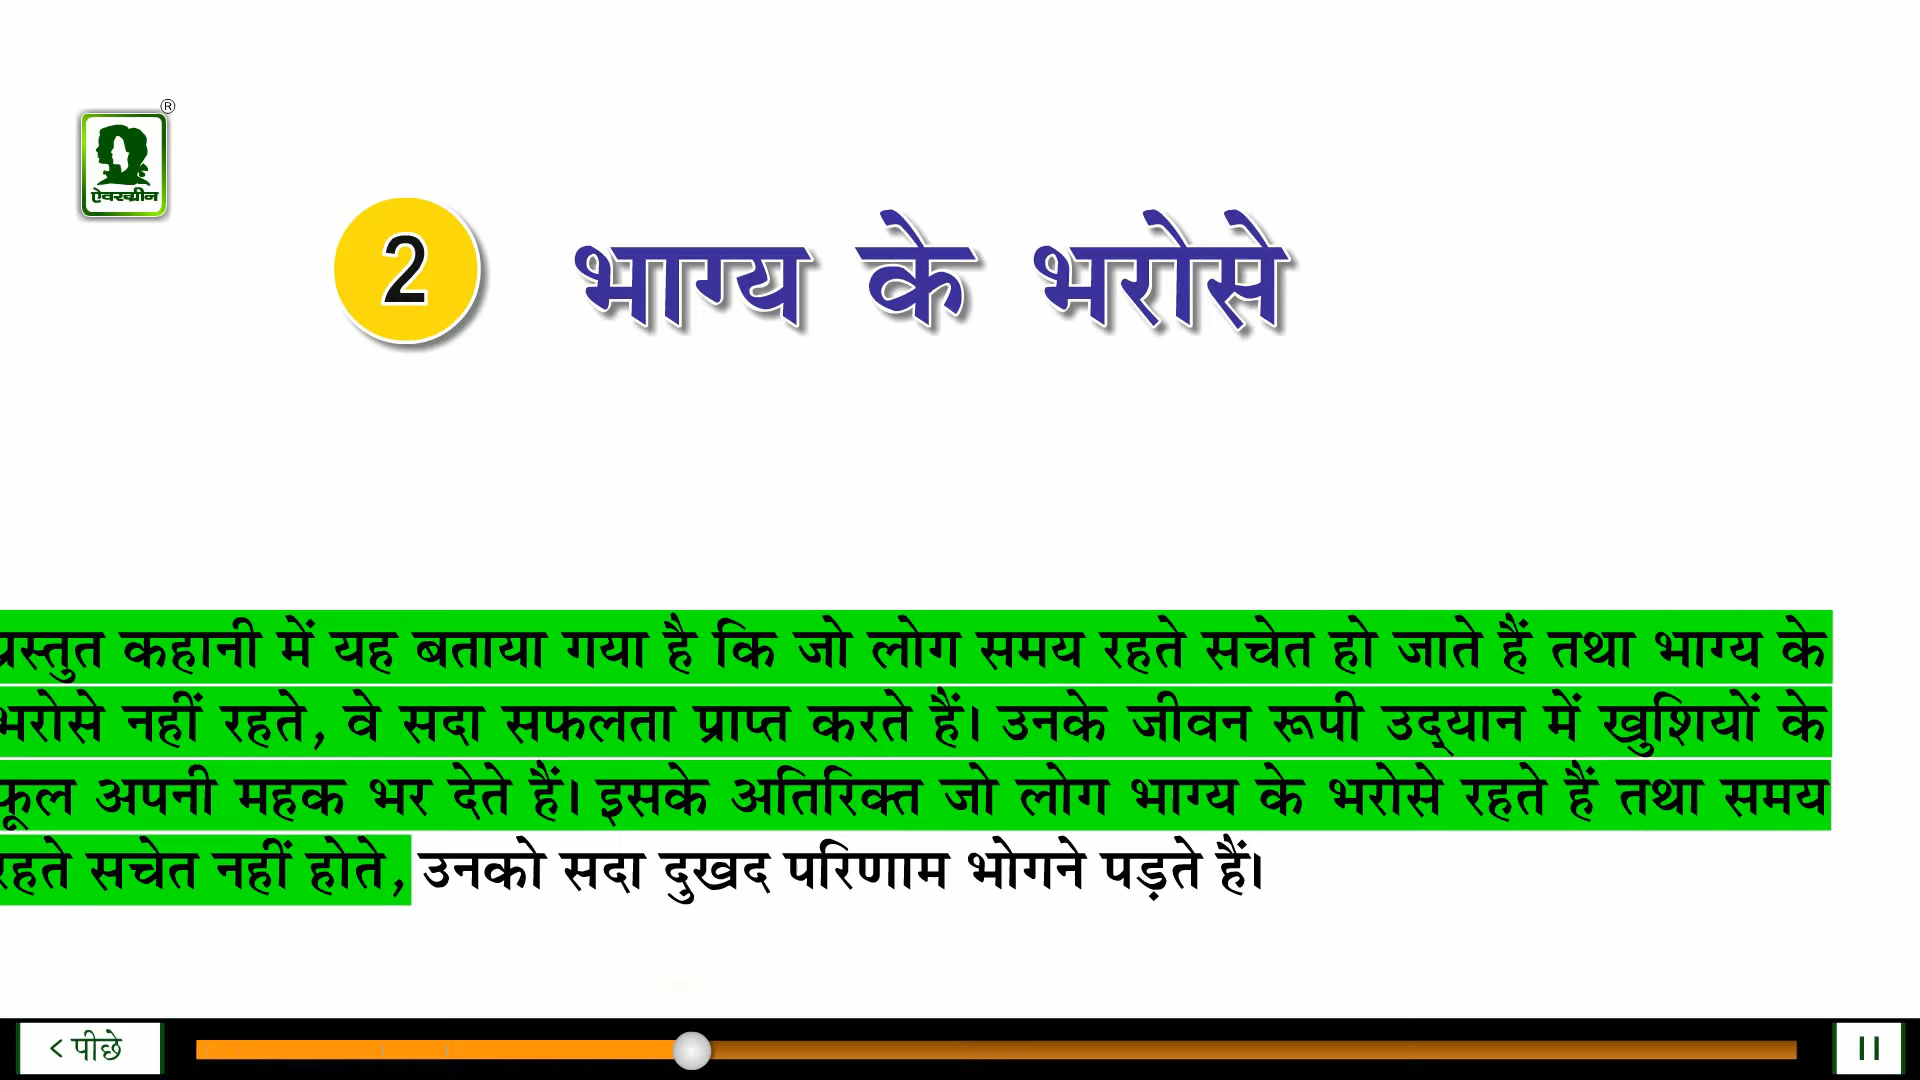 ®
ऐवरग्रीन
2 भाग्य के भरोसे
प्रस्तुत कहानी में यह बताया गया है कि जो लोग समय रहते सचेत हो जाते हैं तथा भाग्य के
भरोसे नहीं रहते, वे सदा सफलता प्राप्त करते हैं। उनके जीवन रूपी उद्‌यान में खुशियों के
फूल अपनी महक भर देते हैं। इसके अतिरिक्त जो लोग भाग्य के भरोसे रहते हैं तथा समय
रहते सचेत नहीं होते, उनको सदा दुखद परिणाम भोगने पड़ते हैं।
< पीछे